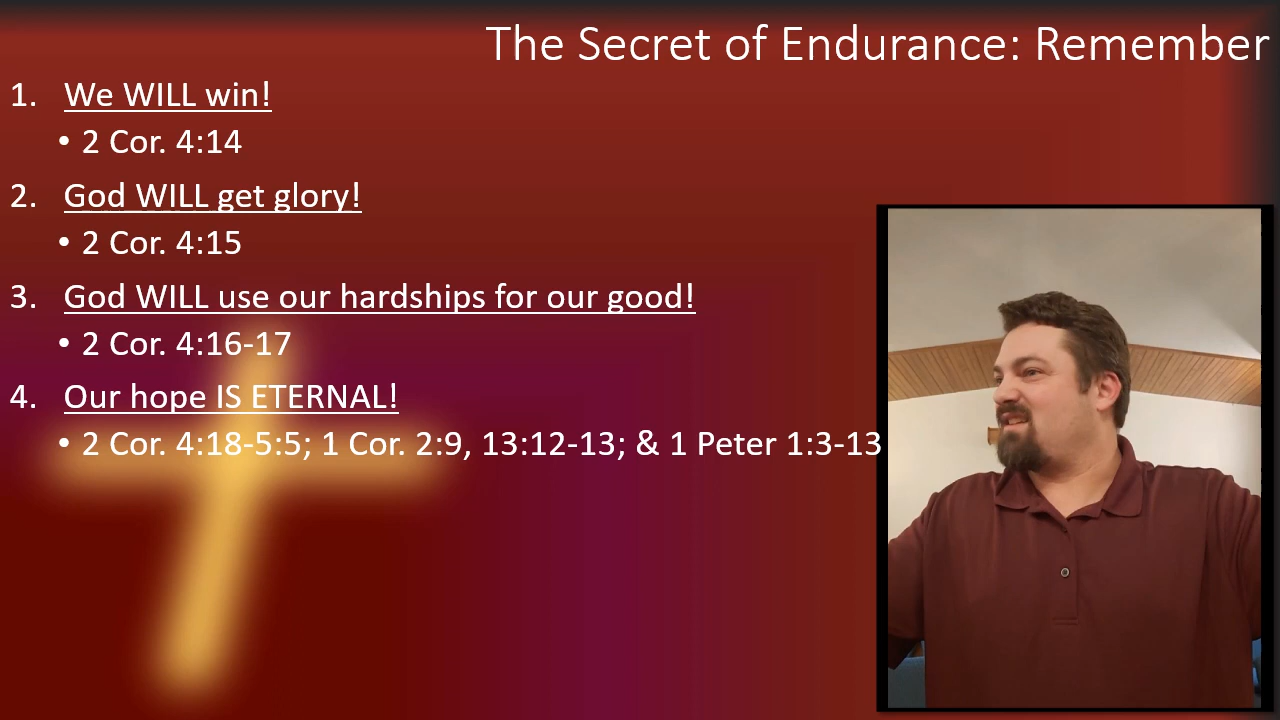 The Secret of Endurance: Remember
1. We WILL win!
• 2 Cor. 4:14
2. God WILL get glory!
• 2 Cor. 4:15
3. God WILL use our hardships for our good!
• 2 Cor. 4:16-17
4. Our hope IS ETERNAL!
• 2 Cor. 4:18-5:5; 1 Cor. 2:9, 13:12-13; & 1 Peter 1:3-13